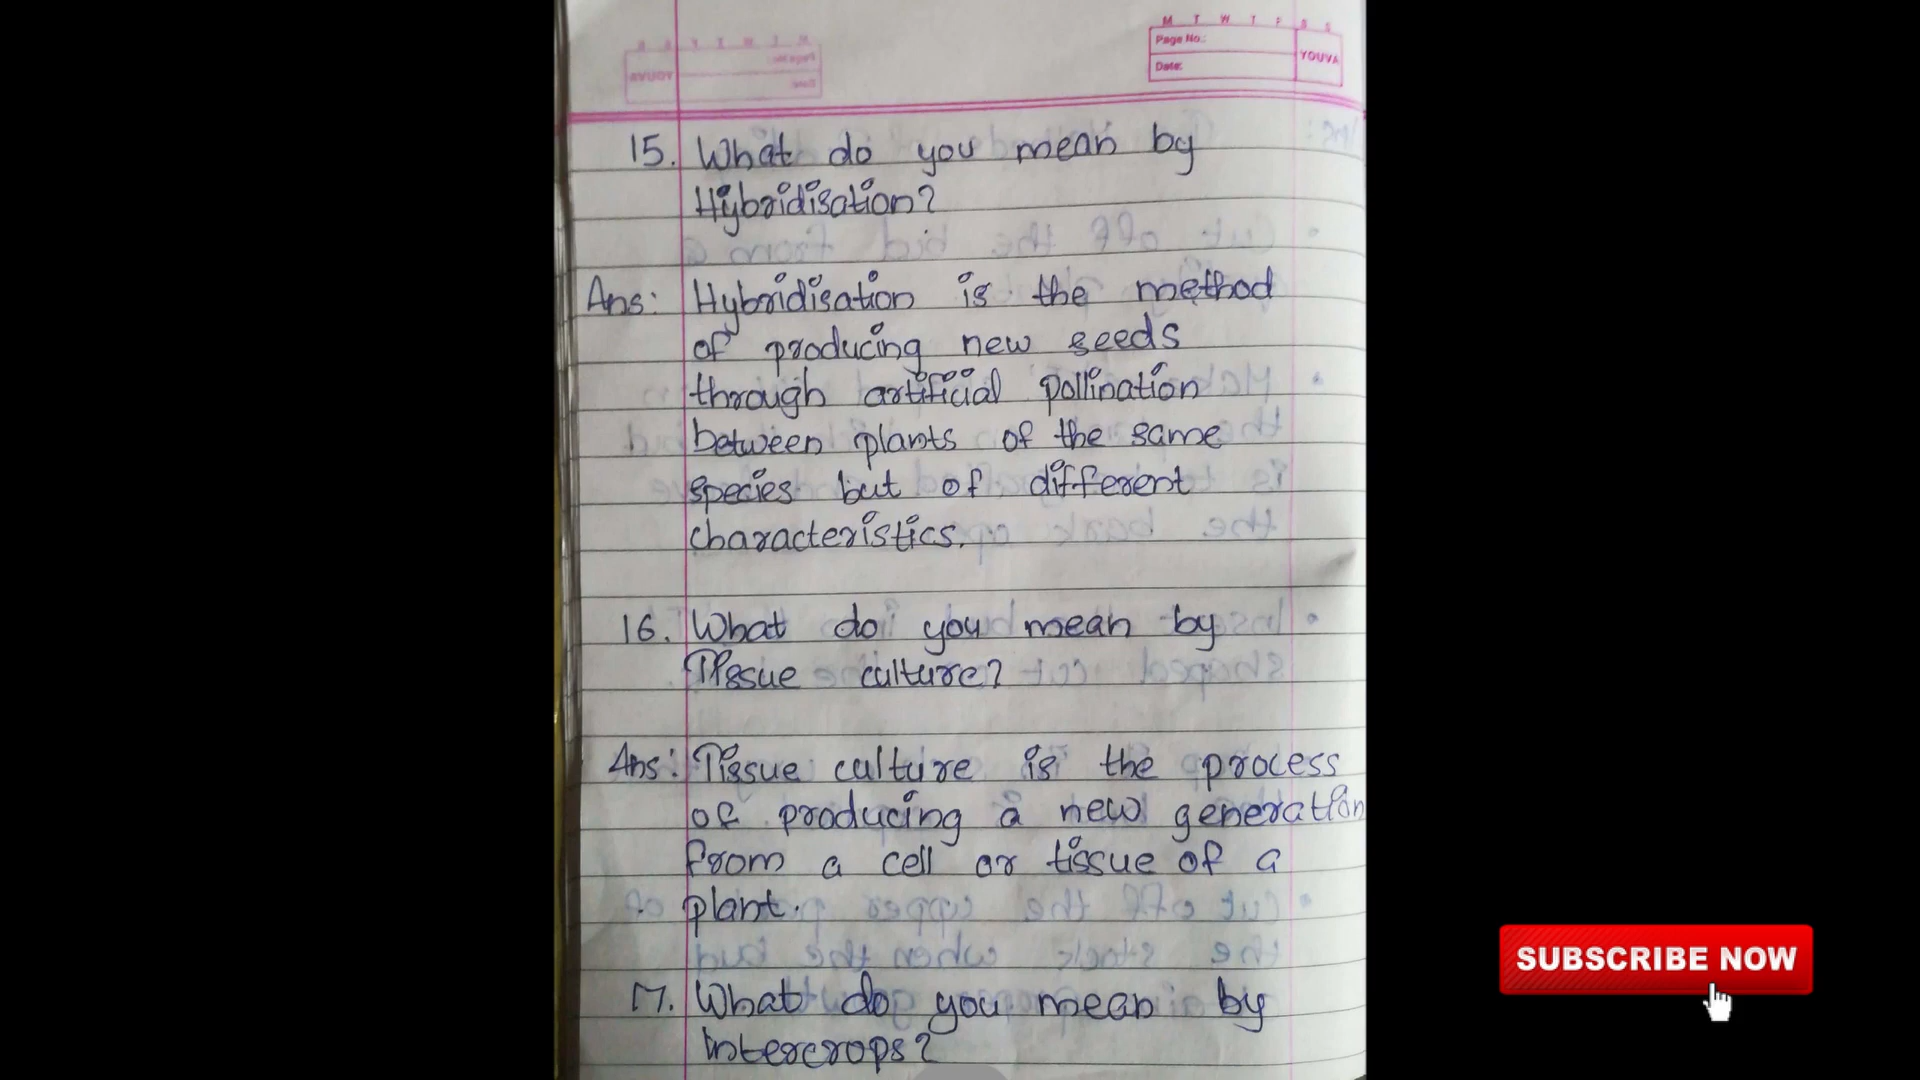 M T W T F S S
Page No.:
Date:
YOUVA
15. What do you mean by
Hybridisation?
Ans: Hybridisation is the method
of producing new seeds
through artificial pollination
between plants of the same
species but of different
characteristics.
16. What do you mean by
Tissue culture?
Ans: Tissue culture is the process
of producing a new generation
from a cell or tissue of a
plant.
17. What do you mean by
Intercrops?
SUBSCRIBE NOW